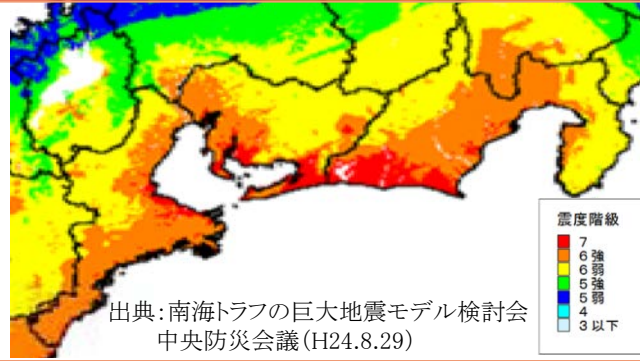 震度階級
7
6強
6弱
5強
5弱
4
3以下
出典:南海トラフの巨大地震モデル検討会
中央防災会議(H24.8.29)